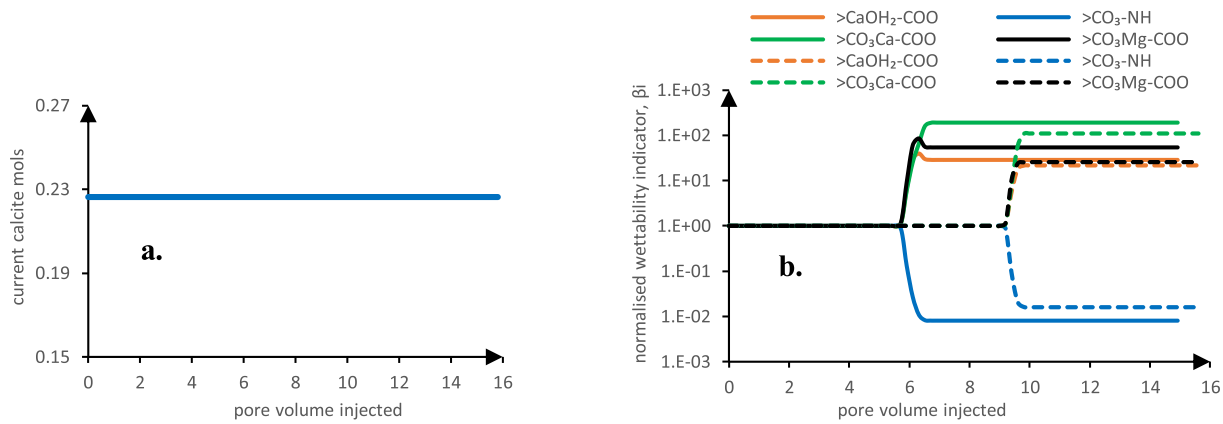 0.27
0.23
0.19
0.15
current calcite mols
a.
0 2 4 6 8 10 12 14 16
pore volume injected
>CaOH₂-COO >CO₃-NH
>CO₃Ca-COO >CO₃Mg-COO
>CaOH₂-COO >CO₃-NH
>CO₃Ca-COO >CO₃Mg-COO
1.E+03
1.E+02
1.E+01
1.E+00
1.E-01
1.E-02
1.E-03
normalised wettability indicator, βi
b.
0 2 4 6 8 10 12 14 16
pore volume injected